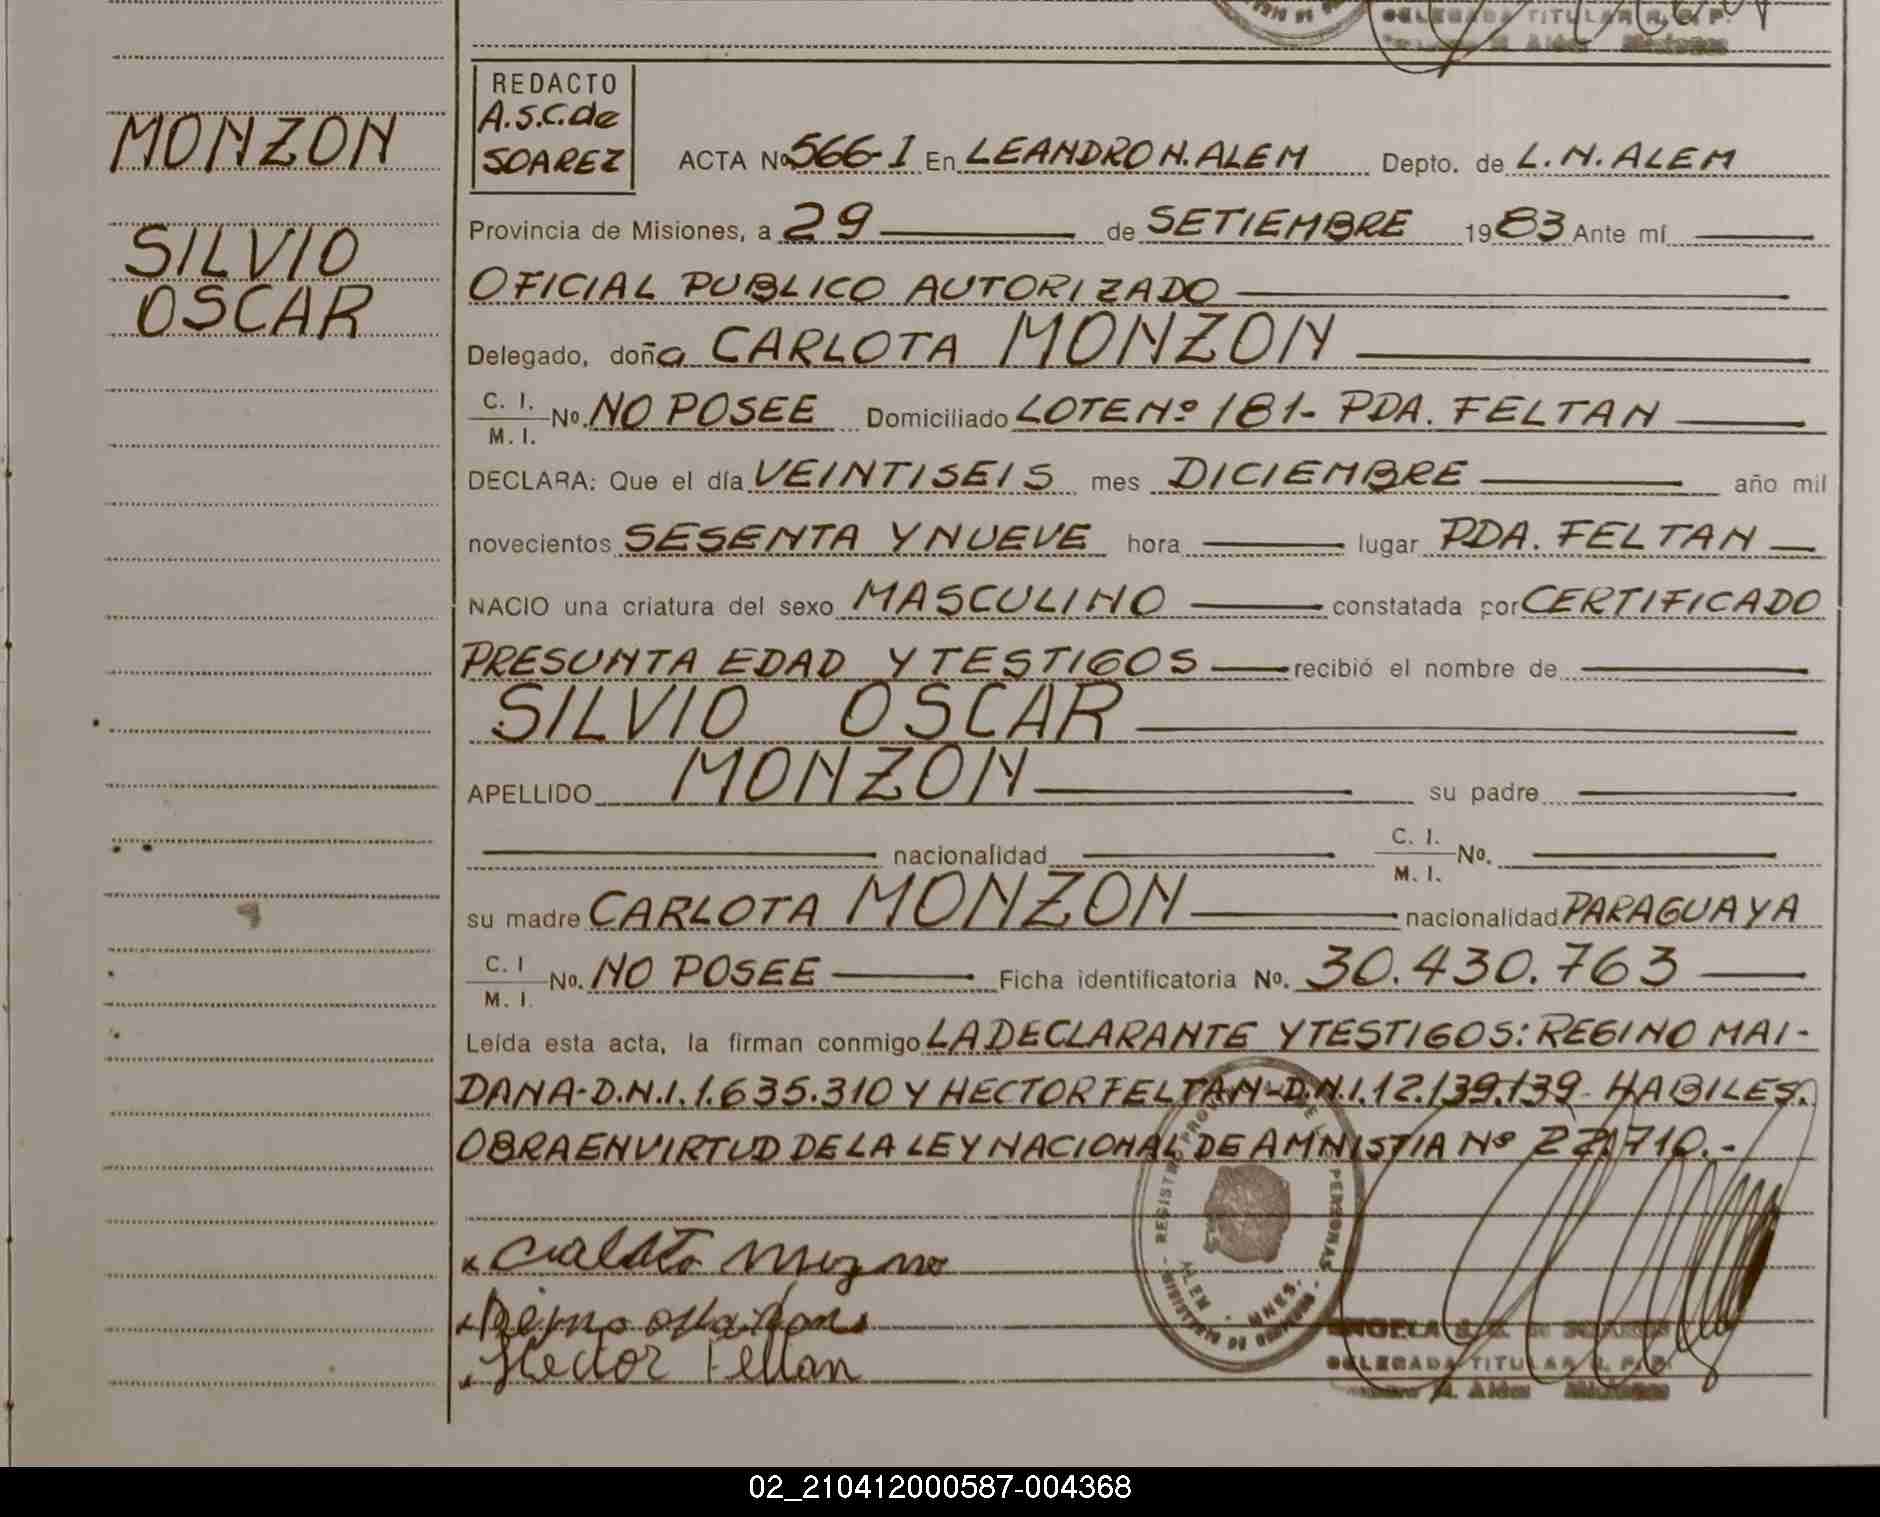 DELEGADA TITULAR R. P. P.
MONZON
SILVIO
OSCAR
REDACTO
A.S.C.de
SOAREZ
ACTA Nº 566-I En LEANDRO N. ALEM Depto. de L.N. ALEM
Provincia de Misiones, a 29 de SETIEMBRE 1983 Ante mí
OFICIAL PUBLICO AUTORIZADO
Delegado, doña CARLOTA MONZON
C. I.
M. I. Nº. NO POSEE Domiciliado LOTE Nº 181- PDA. FELTAN
DECLARA: Que el día VEINTISEIS mes DICIEMBRE año mil
novecientos SESENTA Y NUEVE hora lugar PDA. FELTAN
NACIO una criatura del sexo MASCULINO constatada por CERTIFICADO
PRESUNTA EDAD Y TESTIGOS recibió el nombre de
SILVIO OSCAR
APELLIDO MONZON su padre
nacionalidad C. I.
M. I. Nº.
su madre CARLOTA MONZON nacionalidad PARAGUAYA
C. I
M. I. Nº. NO POSEE Ficha identificatoria Nº. 30.430.763
Leída esta acta, la firman conmigo LA DECLARANTE Y TESTIGOS: REGINO MAI-
DANA-D.N.I. 1.635.310 Y HECTOR FELTAN-D.N.I. 12.139.139- HABILES.
OBRA EN VIRTUD DE LA LEY NACIONAL DE AMNISTIA Nº 22.710.-
Hector Feltan
DELEGADA TITULAR R. P. P.
02_210412000587-004368